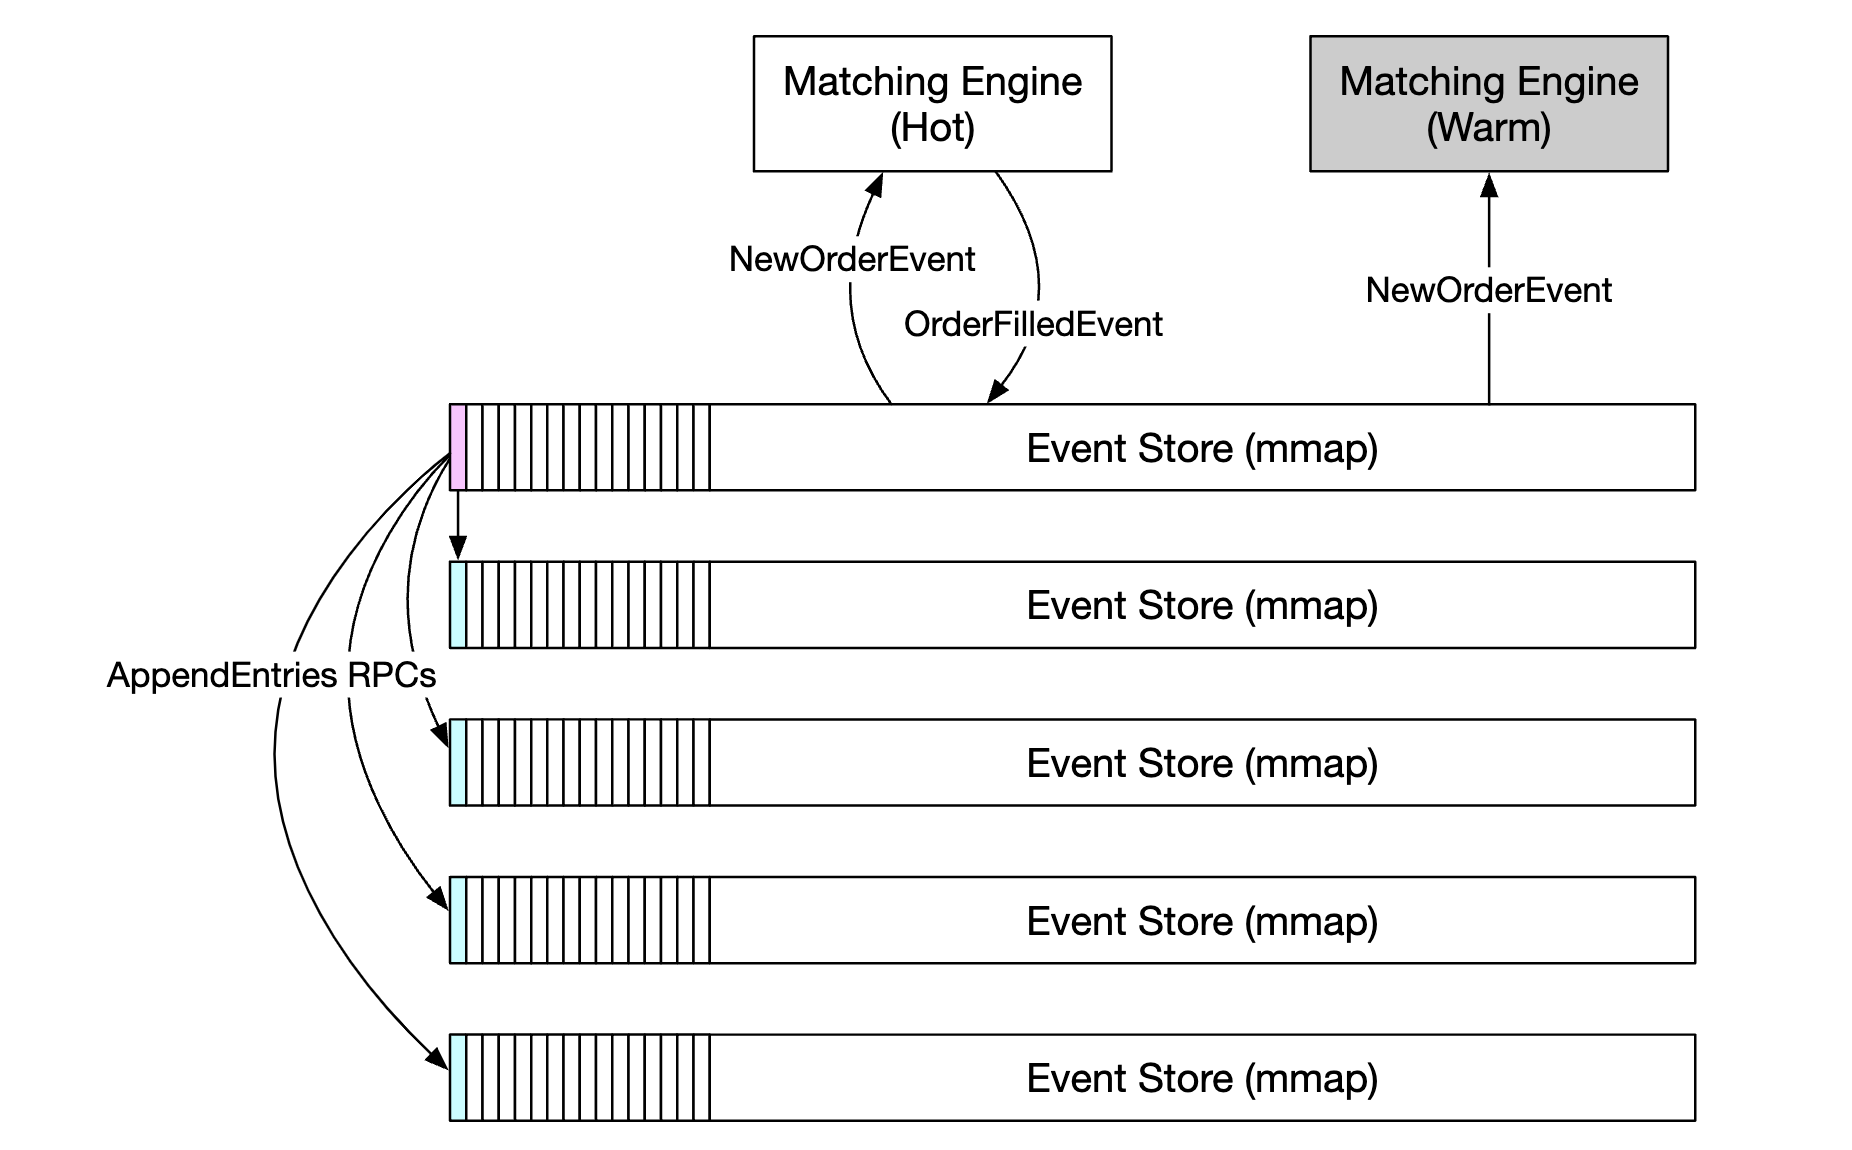 Matching Engine
(Hot)
Matching Engine
(Warm)
NewOrderEvent
NewOrderEvent
OrderFilledEvent
Event Store (mmap)
Event Store (mmap)
AppendEntries RPCs
Event Store (mmap)
Event Store (mmap)
Event Store (mmap)